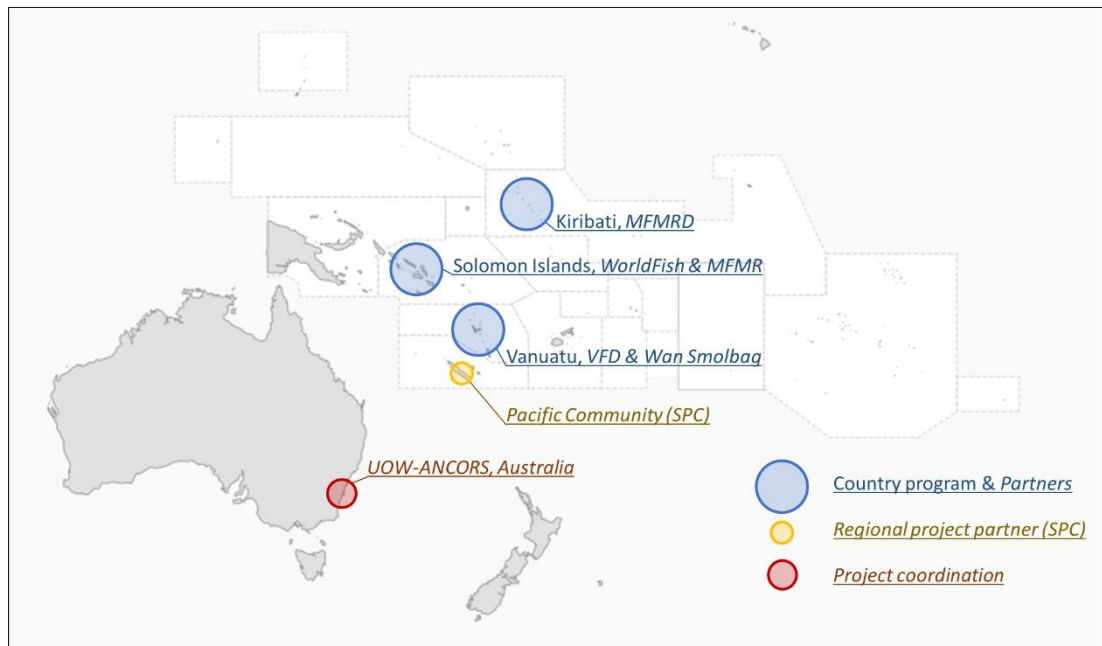 Kiribati, MFMRD
Solomon Islands, WorldFish & MFMR
Vanuatu, VFD & Wan Smolbag
Pacific Community (SPC)
UOW-ANCORS, Australia
Country program & Partners
Regional project partner (SPC)
Project coordination